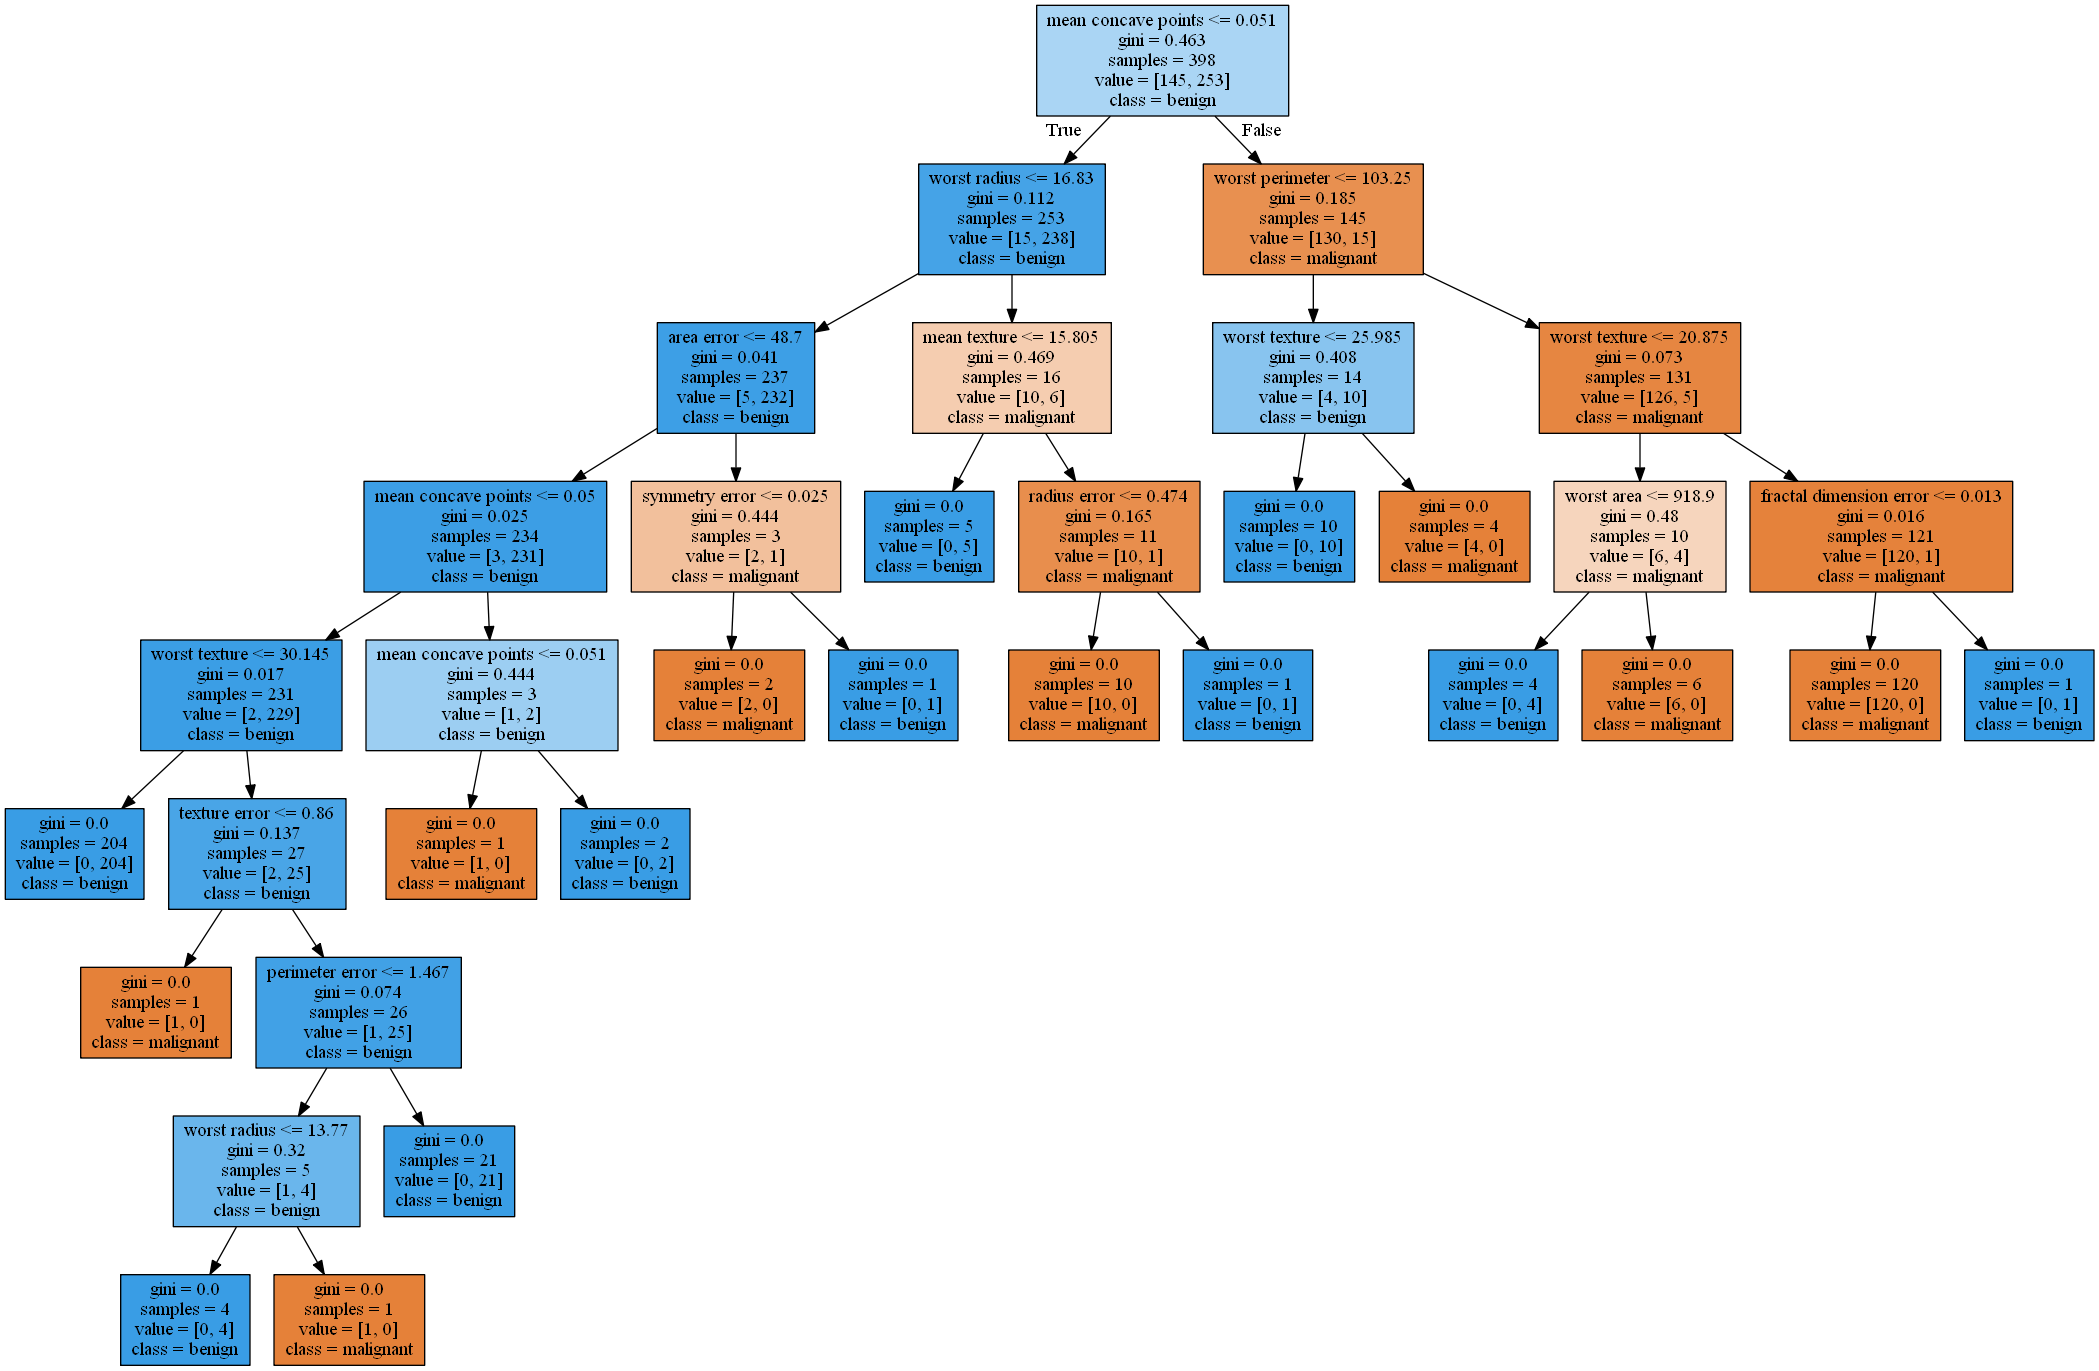 mean concave points <= 0.051
gini = 0.463
samples = 398
value = [145, 253]
class = benign
True
False
worst radius <= 16.83
gini = 0.112
samples = 253
value = [15, 238]
class = benign
worst perimeter <= 103.25
gini = 0.185
samples = 145
value = [130, 15]
class = malignant
area error <= 48.7
gini = 0.041
samples = 237
value = [5, 232]
class = benign
mean texture <= 15.805
gini = 0.469
samples = 16
value = [10, 6]
class = malignant
worst texture <= 25.985
gini = 0.408
samples = 14
value = [4, 10]
class = benign
worst texture <= 20.875
gini = 0.073
samples = 131
value = [126, 5]
class = malignant
mean concave points <= 0.05
gini = 0.025
samples = 234
value = [3, 231]
class = benign
symmetry error <= 0.025
gini = 0.444
samples = 3
value = [2, 1]
class = malignant
gini = 0.0
samples = 5
value = [0, 5]
class = benign
radius error <= 0.474
gini = 0.165
samples = 11
value = [10, 1]
class = malignant
gini = 0.0
samples = 10
value = [0, 10]
class = benign
gini = 0.0
samples = 4
value = [4, 0]
class = malignant
worst area <= 918.9
gini = 0.48
samples = 10
value = [6, 4]
class = malignant
fractal dimension error <= 0.013
gini = 0.016
samples = 121
value = [120, 1]
class = malignant
worst texture <= 30.145
gini = 0.017
samples = 231
value = [2, 229]
class = benign
mean concave points <= 0.051
gini = 0.444
samples = 3
value = [1, 2]
class = benign
gini = 0.0
samples = 2
value = [2, 0]
class = malignant
gini = 0.0
samples = 1
value = [0, 1]
class = benign
gini = 0.0
samples = 10
value = [10, 0]
class = malignant
gini = 0.0
samples = 1
value = [0, 1]
class = benign
gini = 0.0
samples = 4
value = [0, 4]
class = benign
gini = 0.0
samples = 6
value = [6, 0]
class = malignant
gini = 0.0
samples = 120
value = [120, 0]
class = malignant
gini = 0.0
samples = 1
value = [0, 1]
class = benign
gini = 0.0
samples = 204
value = [0, 204]
class = benign
texture error <= 0.86
gini = 0.137
samples = 27
value = [2, 25]
class = benign
gini = 0.0
samples = 1
value = [1, 0]
class = malignant
gini = 0.0
samples = 2
value = [0, 2]
class = benign
gini = 0.0
samples = 1
value = [1, 0]
class = malignant
perimeter error <= 1.467
gini = 0.074
samples = 26
value = [1, 25]
class = benign
worst radius <= 13.77
gini = 0.32
samples = 5
value = [1, 4]
class = benign
gini = 0.0
samples = 21
value = [0, 21]
class = benign
gini = 0.0
samples = 4
value = [0, 4]
class = benign
gini = 0.0
samples = 1
value = [1, 0]
class = malignant